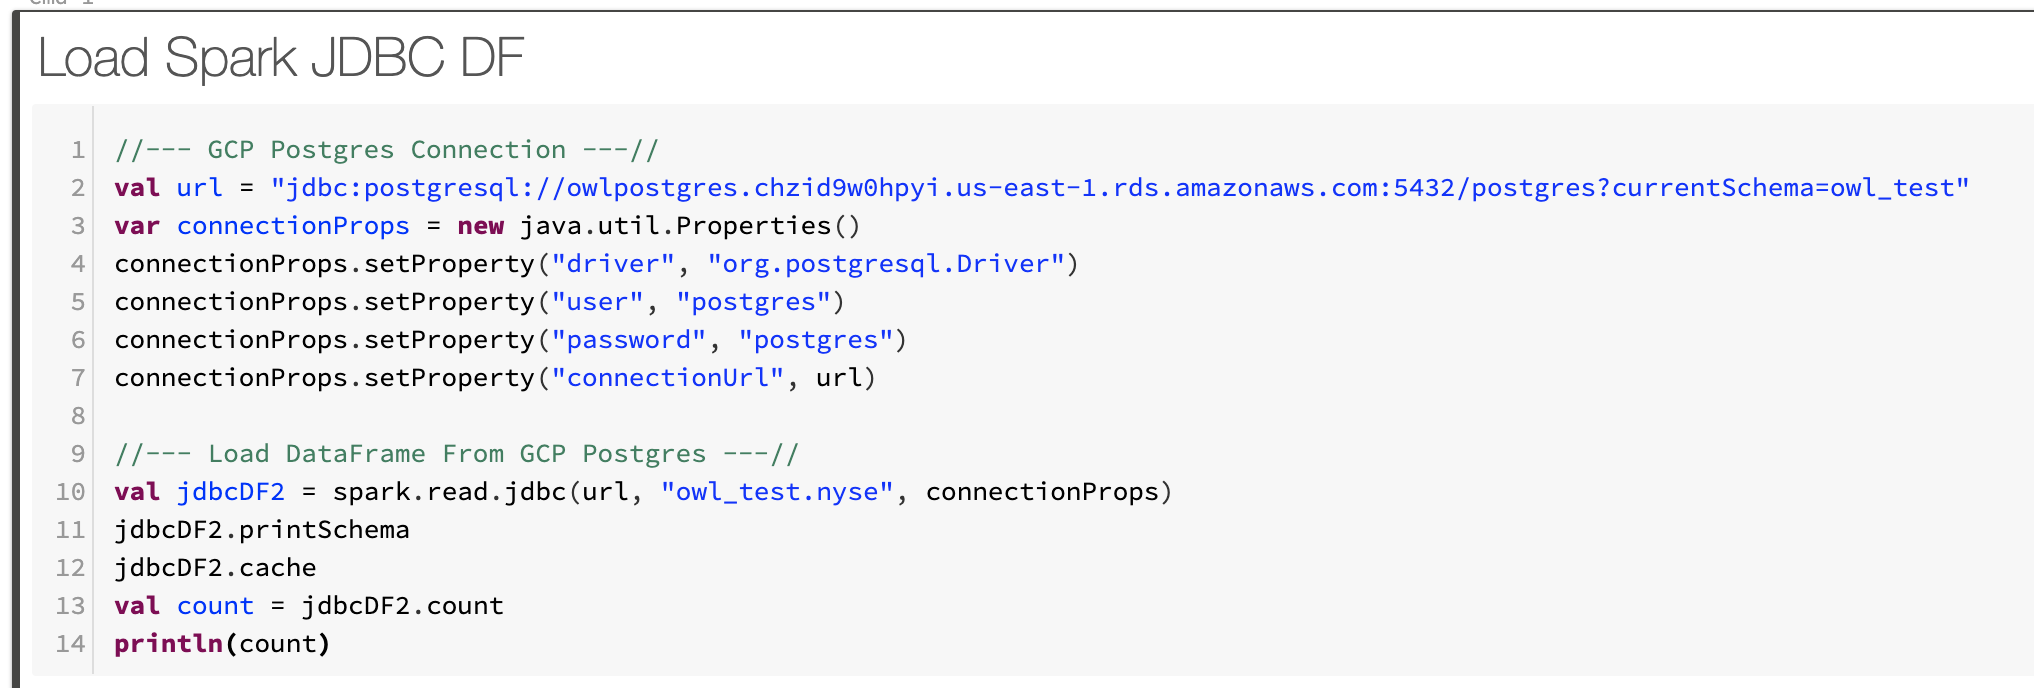 Cmd 1
Load Spark JDBC DF
1 //--- GCP Postgres Connection ---//
2 val url = "jdbc:postgresql://owlpostgres.chzid9w0hpyi.us-east-1.rds.amazonaws.com:5432/postgres?currentSchema=owl_test"
3 var connectionProps = new java.util.Properties()
4 connectionProps.setProperty("driver", "org.postgresql.Driver")
5 connectionProps.setProperty("user", "postgres")
6 connectionProps.setProperty("password", "postgres")
7 connectionProps.setProperty("connectionUrl", url)
8
9 //--- Load DataFrame From GCP Postgres ---//
10 val jdbcDF2 = spark.read.jdbc(url, "owl_test.nyse", connectionProps)
11 jdbcDF2.printSchema
12 jdbcDF2.cache
13 val count = jdbcDF2.count
14 println(count)